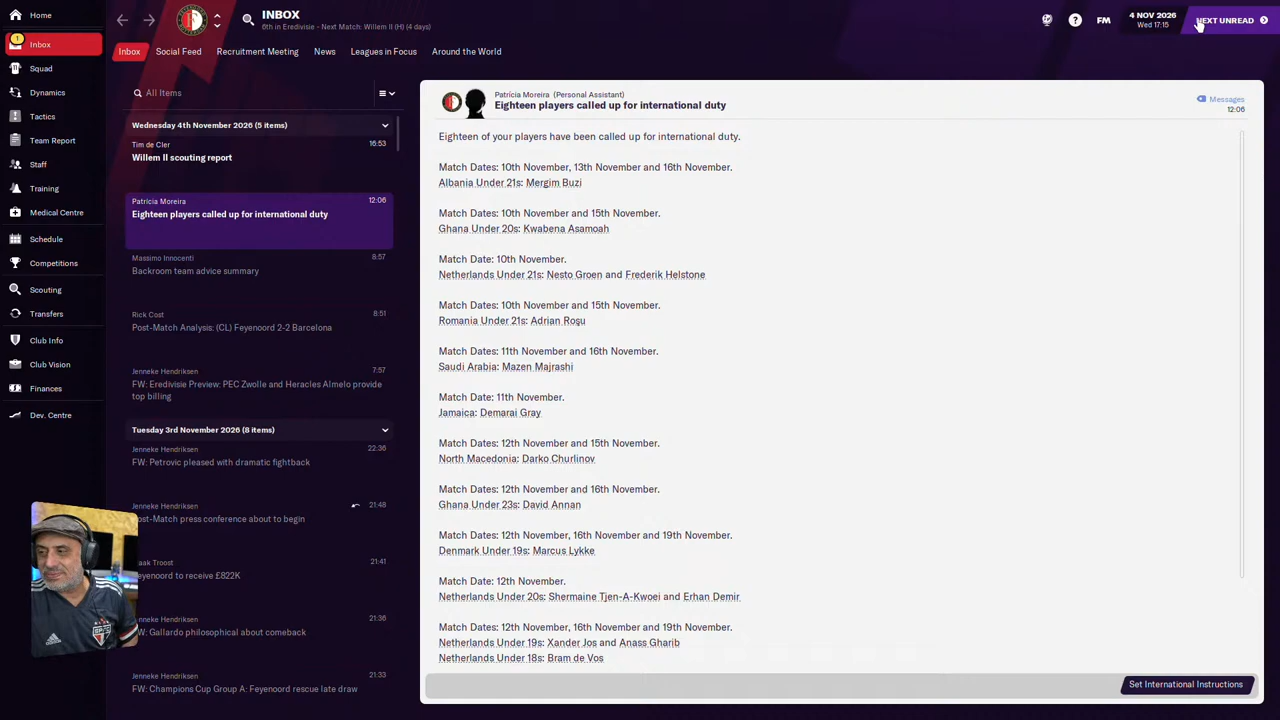 Home
1
Inbox
Squad
Dynamics
Tactics
Team Report
Staff
Training
Medical Centre
Schedule
Competitions
Scouting
Transfers
Club Info
Club Vision
Finances
Dev. Centre
INBOX
6th in Eredivisie - Next Match: Willem II (H) (4 days)
?
FM
4 NOV 2026
Wed 17:15
NEXT UNREAD
Inbox
Social Feed
Recruitment Meeting
News
Leagues in Focus
Around the World
All Items
Wednesday 4th November 2026 (5 items)
Tim de Cler
16:53
Willem II scouting report
Patrícia Moreira
12:06
Eighteen players called up for international duty
Massimo Innocenti
8:57
Backroom team advice summary
Rick Cost
8:51
Post-Match Analysis: (CL) Feyenoord 2-2 Barcelona
Jenneke Hendriksen
7:57
FW: Eredivisie Preview: PEC Zwolle and Heracles Almelo provide
top billing
Tuesday 3rd November 2026 (8 items)
Jenneke Hendriksen
22:36
FW: Petrovic pleased with dramatic fightback
Jenneke Hendriksen
21:48
ost-Match press conference about to begin
aak Troost
21:41
eyenoord to receive £822K
nneke Hendriksen
21:36
W: Gallardo philosophical about comeback
Jenneke Hendriksen
21:33
FW: Champions Cup Group A: Feyenoord rescue late draw
Patrícia Moreira (Personal Assistant)
Eighteen players called up for international duty
Messages
12:06
Eighteen of your players have been called up for international duty.
Match Dates: 10th November, 13th November and 16th November.
Albania Under 21s: Mergim Buzi
Match Dates: 10th November and 15th November.
Ghana Under 20s: Kwabena Asamoah
Match Date: 10th November.
Netherlands Under 21s: Nesto Groen and Frederik Helstone
Match Dates: 10th November and 15th November.
Romania Under 21s: Adrian Roșu
Match Dates: 11th November and 16th November.
Saudi Arabia: Mazen Majrashi
Match Date: 11th November.
Jamaica: Demarai Gray
Match Dates: 12th November and 15th November.
North Macedonia: Darko Churlinov
Match Dates: 12th November and 16th November.
Ghana Under 23s: David Annan
Match Dates: 12th November, 16th November and 19th November.
Denmark Under 19s: Marcus Lykke
Match Date: 12th November.
Netherlands Under 20s: Shermaine Tjen-A-Kwoei and Erhan Demir
Match Dates: 12th November, 16th November and 19th November.
Netherlands Under 19s: Xander Jos and Anass Gharib
Netherlands Under 18s: Bram de Vos
Set International Instructions